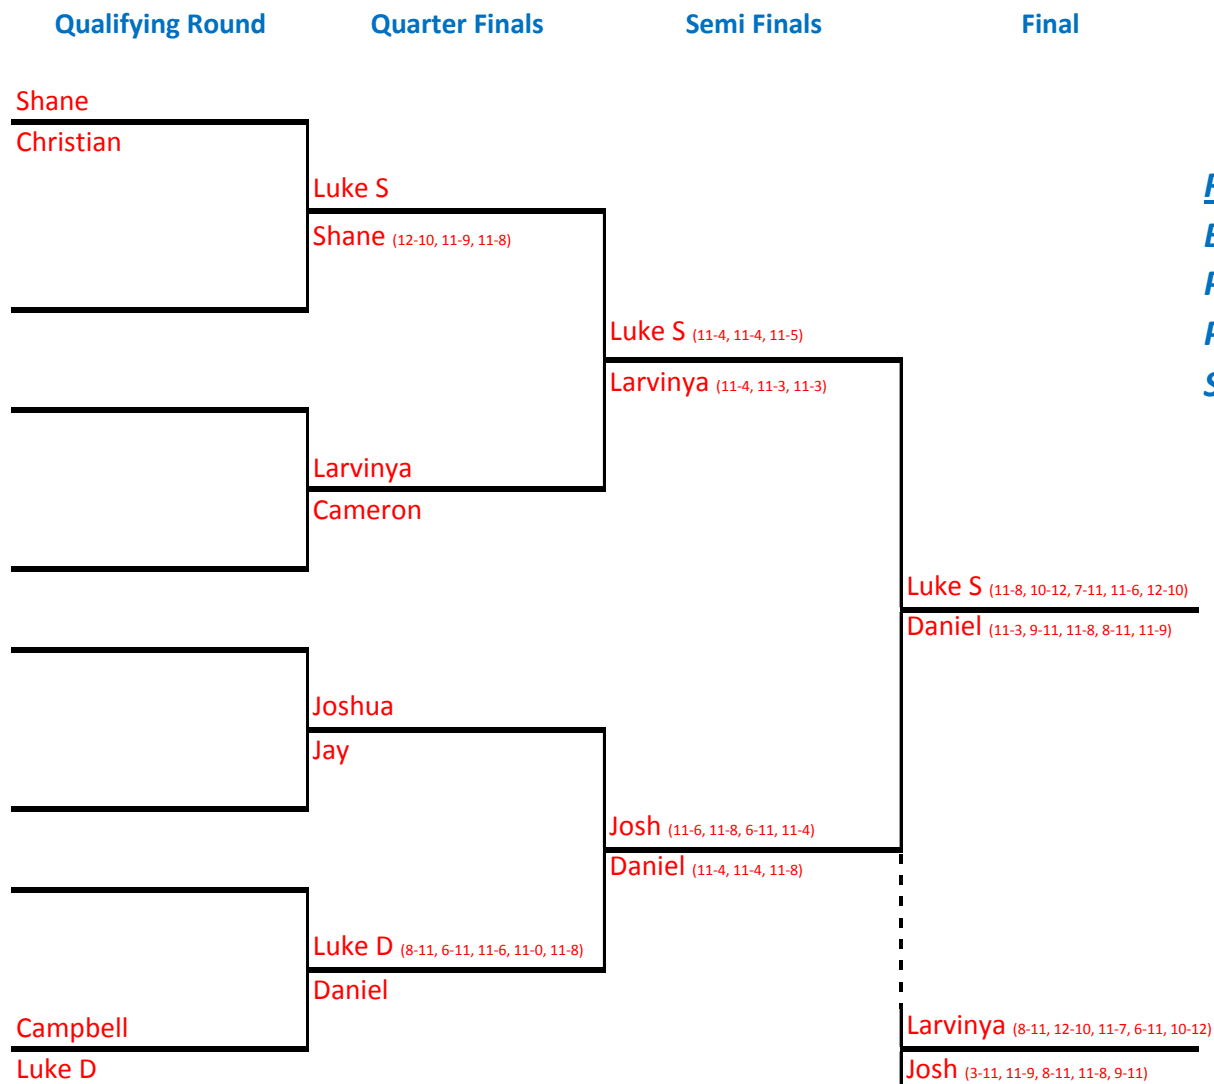 Qualifying Round Quarter Finals Semi Finals Final
Shane
Christian
Luke S
Shane (12-10, 11-9, 11-8)
Luke S (11-4, 11-4, 11-5)
Larvinya (11-4, 11-3, 11-3)
Larvinya
Cameron
Luke S (11-8, 10-12, 7-11, 11-6, 12-10)
Daniel (11-3, 9-11, 11-8, 8-11, 11-9)
Joshua
Jay
Josh (11-6, 11-8, 6-11, 11-4)
Daniel (11-4, 11-4, 11-8)
Luke D (8-11, 6-11, 11-6, 11-0, 11-8)
Daniel
Campbell
Luke D
Larvinya (8-11, 12-10, 11-7, 6-11, 10-12)
Josh (3-11, 11-9, 8-11, 11-8, 9-11)